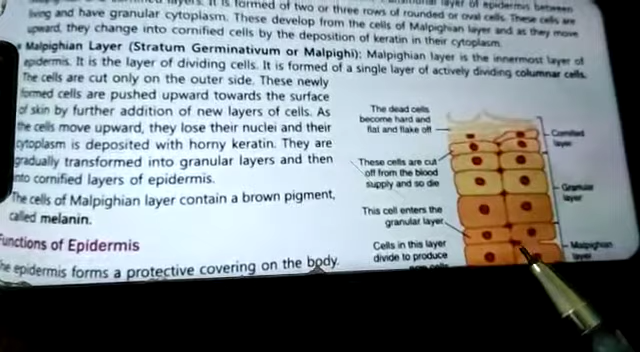 layers. It is formed of two or three rows of rounded or oval cells. These cells are
layer of epidermis between
living and have granular cytoplasm. These develop from the cells of Malpighian layer and as they move
upward, they change into cornified cells by the deposition of keratin in their cytoplasm.
Malpighian Layer (Stratum Germinativum or Malpighi): Malpighian layer is the innermost layer of
epidermis. It is the layer of dividing cells. It is formed of a single layer of actively dividing columnar cells.
The cells are cut only on the outer side. These newly
formed cells are pushed upward towards the surface
of skin by further addition of new layers of cells. As
the cells move upward, they lose their nuclei and their
cytoplasm is deposited with horny keratin. They are
gradually transformed into granular layers and then
into cornified layers of epidermis.
The cells of Malpighian layer contain a brown pigment,
called melanin.
Functions of Epidermis
The epidermis forms a protective covering on the body.
The dead cells
become hard and
flat and flake off
These cells are cut
off from the blood
supply and so die
This cell enters the
granular layer
Cells in this layer
divide to produce
Cornified
layer
Granular
layer
Malpighian
layer